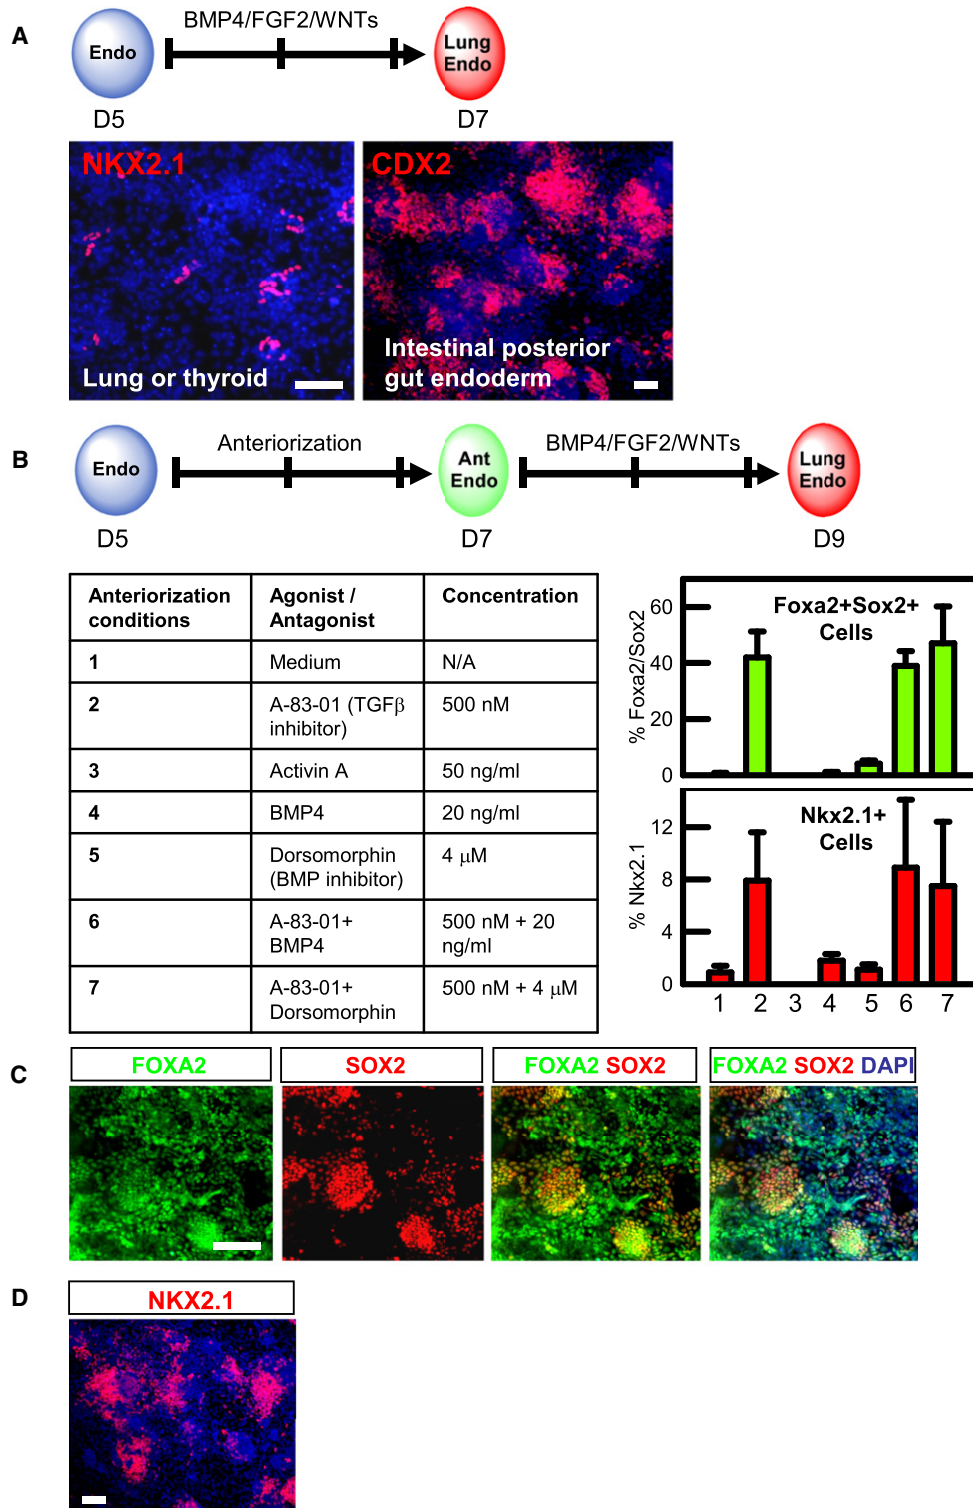 A
BMP4/FGF2/WNTs
Endo
Lung
Endo
D5
D7
NKX2.1
CDX2
Lung or thyroid
Intestinal posterior
gut endoderm
B
Anteriorization
BMP4/FGF2/WNTs
Endo
Ant
Endo
Lung
Endo
D5
D7
D9
Anteriorization
conditions
Agonist /
Antagonist
Concentration
1
Medium
N/A
2
A-83-01 (TGFβ
inhibitor)
500 nM
3
Activin A
50 ng/ml
4
BMP4
20 ng/ml
5
Dorsomorphin
(BMP inhibitor)
4 μM
6
A-83-01+
BMP4
500 nM + 20
ng/ml
7
A-83-01+
Dorsomorphin
500 nM + 4 μM
% Foxa2/Sox2
60
40
20
0
Foxa2+Sox2+
Cells
% Nkx2.1
12
8
4
0
Nkx2.1+
Cells
1 2 3 4 5 6 7
C
FOXA2
SOX2
FOXA2 SOX2
FOXA2 SOX2 DAPI
D
NKX2.1